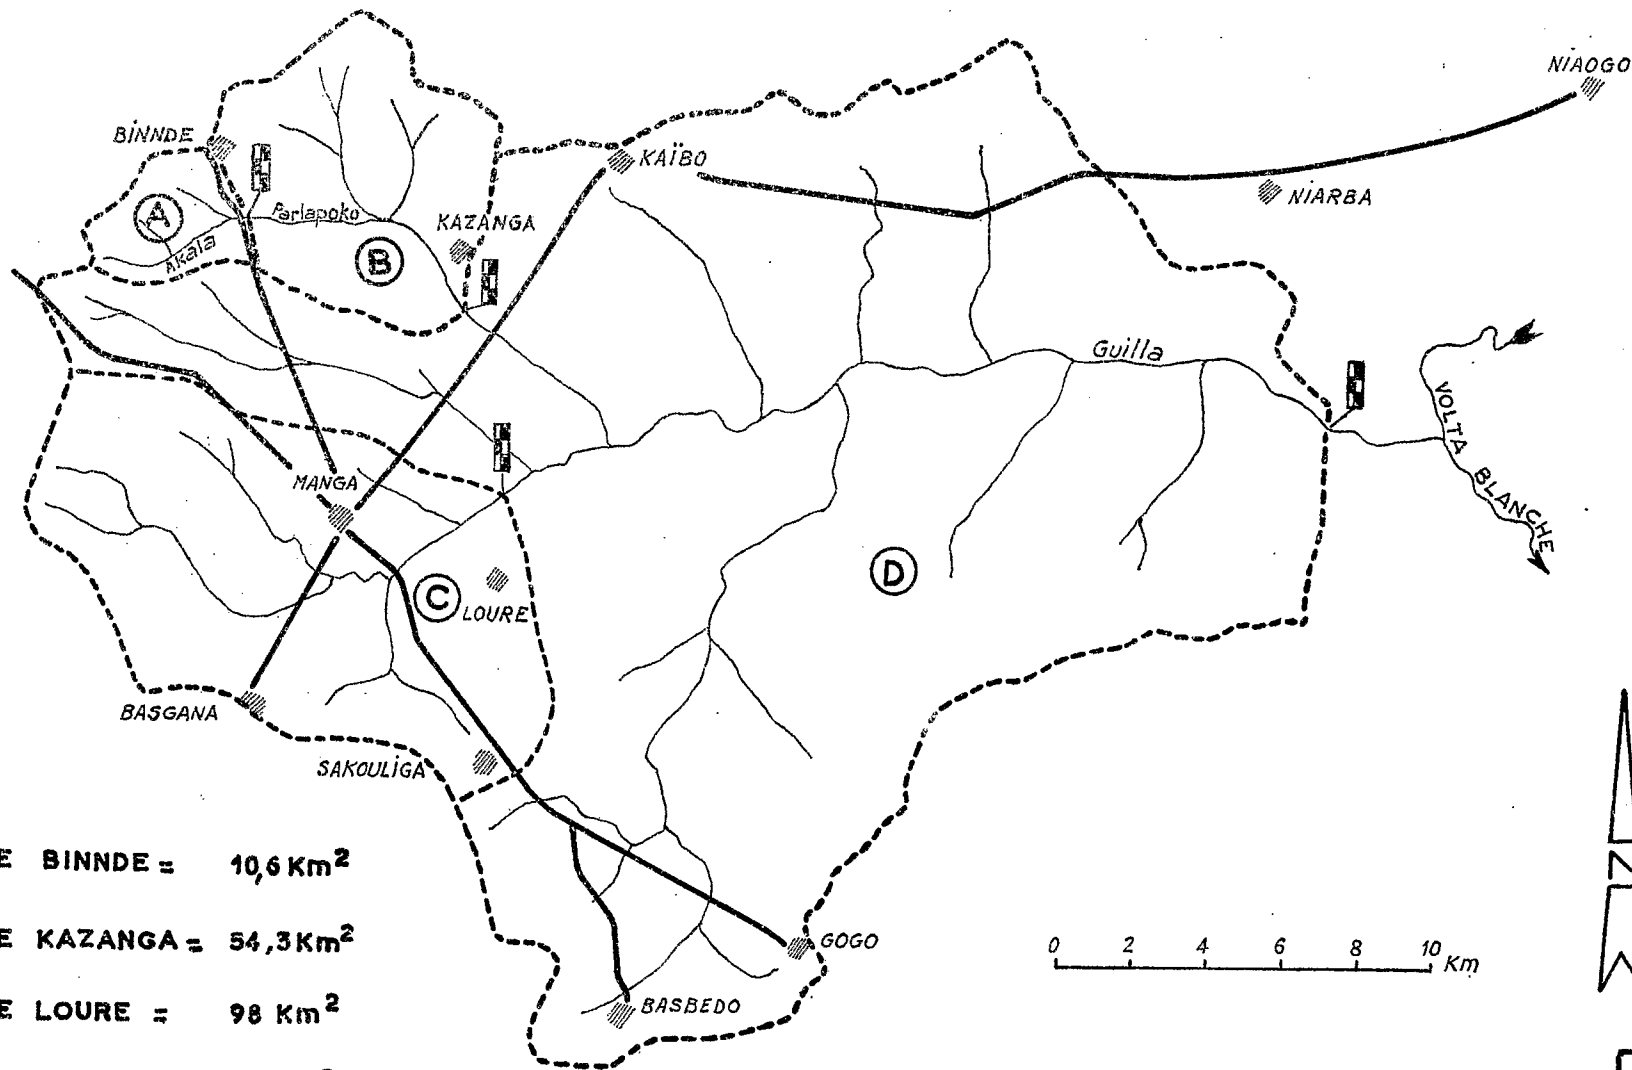 NIAOGO
BINNDE
KAÏBO
NIARBA
Parlapoko
KAZANGA
A
Akala
B
Guilla
VOLTA BLANCHE
MANGA
D
C
LOURE
BASGANA
SAKOULIGA
E BINNDE = 10,6 Km²
E KAZANGA = 54,3 Km²
E LOURE = 98 Km²
GOGO
BASBEDO
0 2 4 6 8 10 Km
N